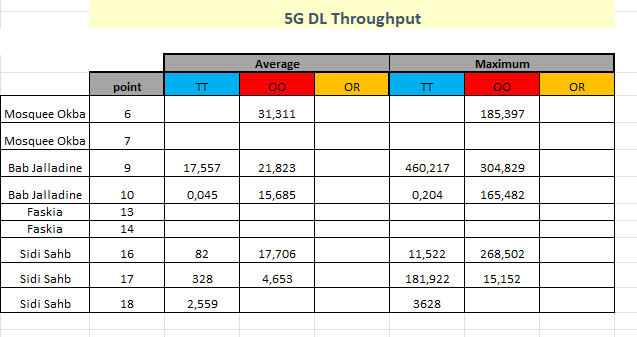 5G DL Throughput
Average Maximum
point TT OO OR TT OO OR
Mosquee Okba 6 31,311 185,397
Mosquee Okba 7
Bab Jalladine 9 17,557 21,823 460,217 304,829
Bab Jalladine 10 0,045 15,685 0,204 165,482
Faskia 13
Faskia 14
Sidi Sahb 16 82 17,706 11,522 268,502
Sidi Sahb 17 328 4,653 181,922 15,152
Sidi Sahb 18 2,559 3628